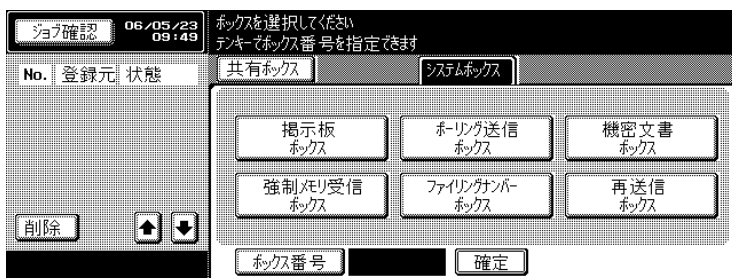 ジョブ確認
06/05/23
09:49
ボックスを選択してください
テンキーでボックス番号を指定できます
No. 登録元 状態
共有ボックス
システムボックス
掲示板
ボックス
ポーリング送信
ボックス
機密文書
ボックス
強制メモリ受信
ボックス
ファイリングナンバー
ボックス
再送信
ボックス
削除
ボックス番号
確定